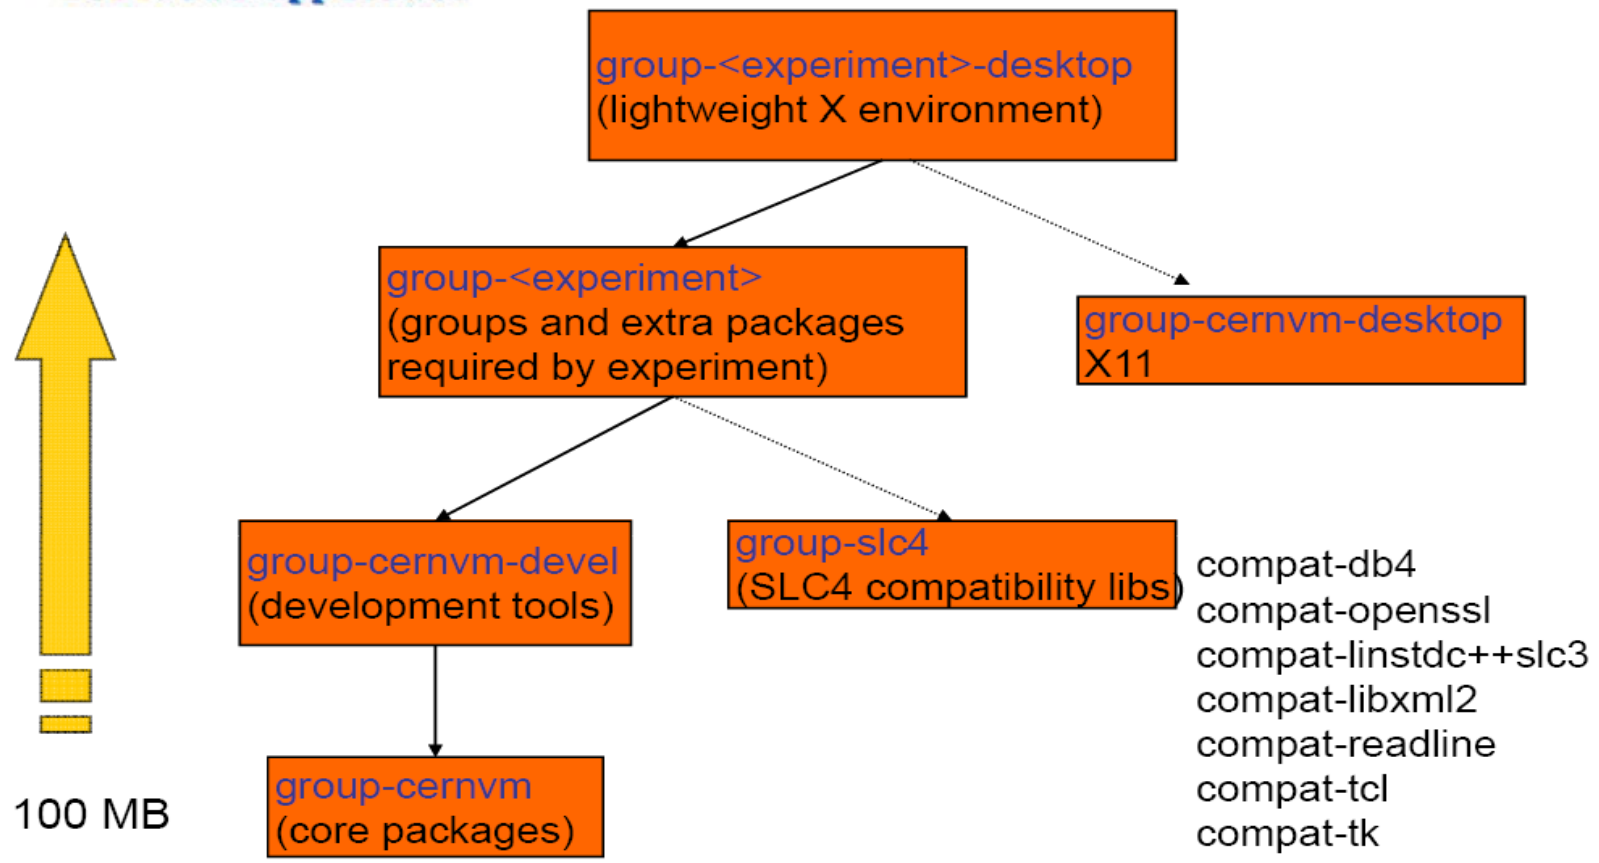 group-<experiment>-desktop
(lightweight X environment)
group-<experiment>
(groups and extra packages
required by experiment)
group-cernvm-desktop
X11
group-cernvm-devel
(development tools)
group-slc4
(SLC4 compatibility libs)
compat-db4
compat-openssl
compat-linstdc++slc3
compat-libxml2
compat-readline
compat-tcl
compat-tk
group-cernvm
(core packages)
100 MB